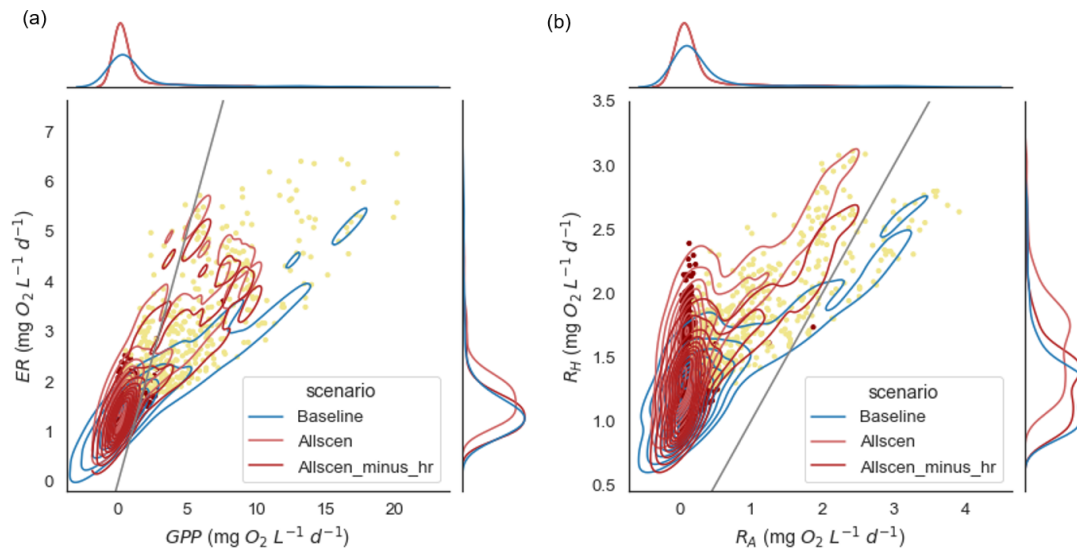 (a)
7
6
5
4
3
2
1
0
ER (mg O₂ L⁻¹ d⁻¹)
0 5 10 15 20
GPP (mg O₂ L⁻¹ d⁻¹)
scenario
Baseline
Allscen
Allscen_minus_hr
(b)
3.5
3.0
2.5
2.0
1.5
1.0
0.5
R_H (mg O₂ L⁻¹ d⁻¹)
0 1 2 3 4
R_A (mg O₂ L⁻¹ d⁻¹)
scenario
Baseline
Allscen
Allscen_minus_hr